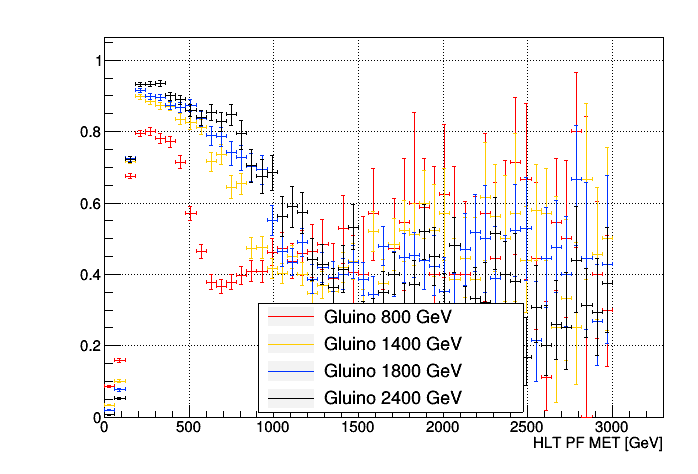 1
0.8
0.6
0.4
0.2
0
Gluino 800 GeV
Gluino 1400 GeV
Gluino 1800 GeV
Gluino 2400 GeV
0 500 1000 1500 2000 2500 3000
HLT PF MET [GeV]